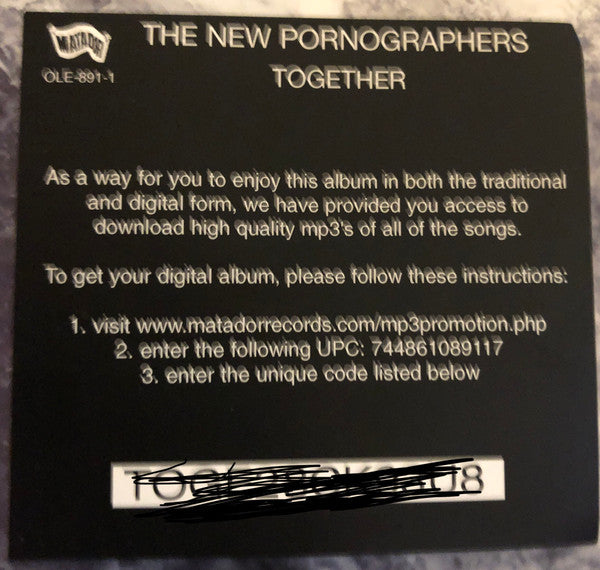 MATADOR
THE NEW PORNOGRAPHERS
OLE-891-1
TOGETHER
As a way for you to enjoy this album in both the traditional
and digital form, we have provided you access to
download high quality mp3's of all of the songs.
To get your digital album, please follow these instructions:
1. visit www.matadorrecords.com/mp3promotion.php
2. enter the following UPC: 744861089117
3. enter the unique code listed below